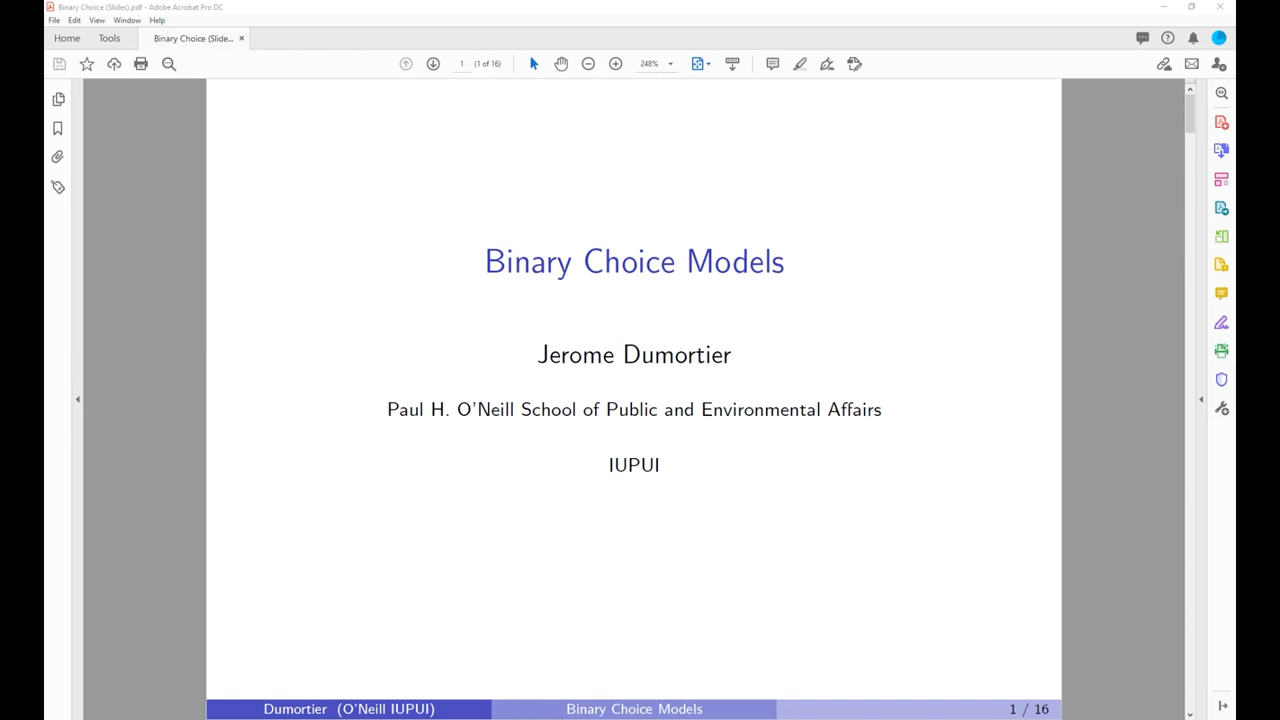 Binary Choice (Slides).pdf - Adobe Acrobat Pro DC
File Edit View Window Help
Home Tools Binary Choice (Slide... ×
1 (1 of 16) 248%
Binary Choice Models
Jerome Dumortier
Paul H. O'Neill School of Public and Environmental Affairs
IUPUI
Dumortier (O'Neill IUPUI) Binary Choice Models 1 / 16